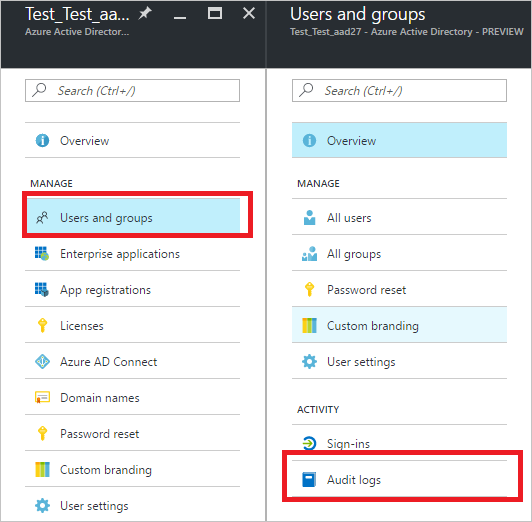 Test_Test_aa...
Azure Active Director...
Search (Ctrl+/)
Overview
MANAGE
Users and groups
Enterprise applications
App registrations
Licenses
Azure AD Connect
Domain names
Password reset
Custom branding
User settings
Users and groups
Test_Test_aad27 - Azure Active Directory - PREVIEW
Search (Ctrl+/)
Overview
MANAGE
All users
All groups
Password reset
Custom branding
User settings
ACTIVITY
Sign-ins
Audit logs